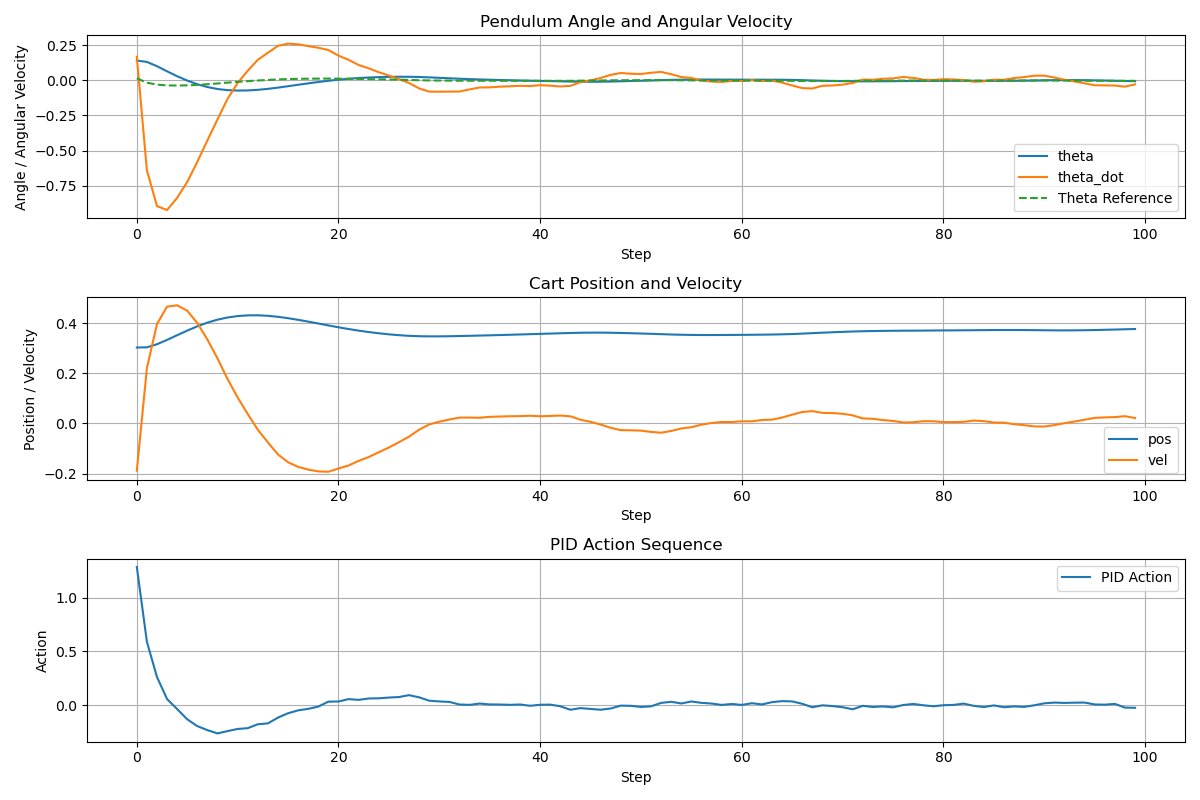 Pendulum Angle and Angular Velocity
Angle / Angular Velocity
0.25
0.00
−0.25
−0.50
−0.75
theta
theta_dot
Theta Reference
0
20
40
60
80
100
Step
Cart Position and Velocity
Position / Velocity
0.4
0.2
0.0
−0.2
pos
vel
0
20
40
60
80
100
Step
PID Action Sequence
Action
1.0
0.5
0.0
PID Action
0
20
40
60
80
100
Step